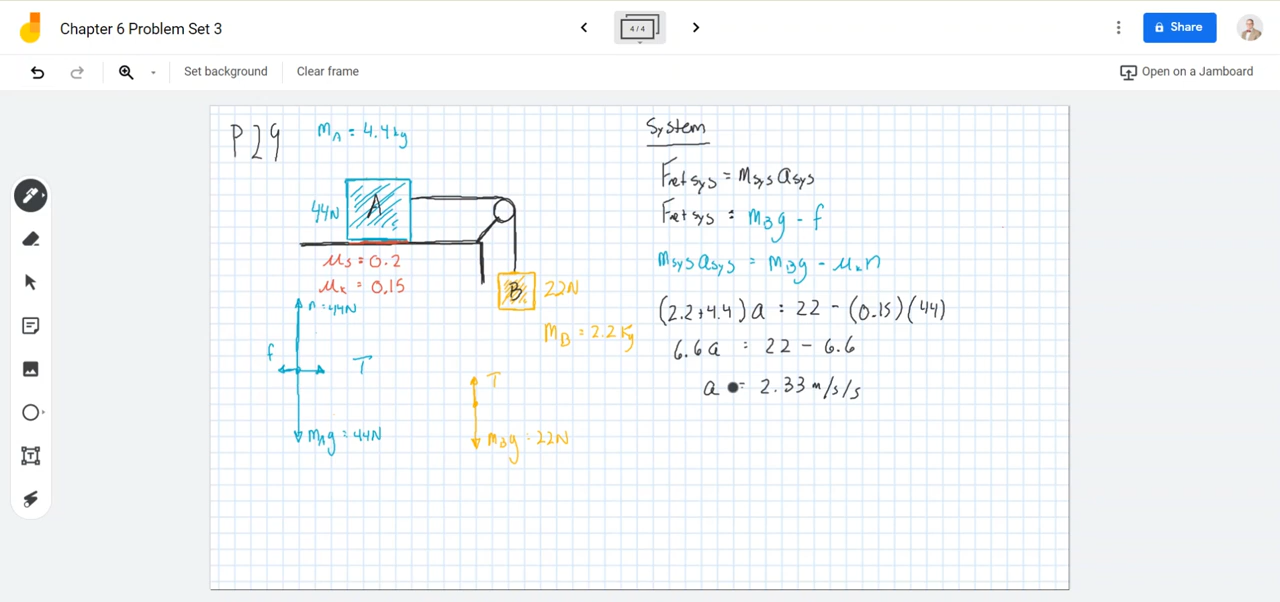 Chapter 6 Problem Set 3
4 / 4
Share
Set background
Clear frame
Open on a Jamboard
P29
mA = 4.4 kg
44N
A
μs = 0.2
μk = 0.15
B
22N
mB = 2.2 kg
n = 44N
f
T
mAg = 44N
T
mBg = 22N
System
Fnet sys = msys asys
Fnet sys = mBg - f
msys asys = mBg - μkn
(2.2+4.4)a = 22 - (0.15)(44)
6.6a = 22 - 6.6
a = 2.33 m/s/s